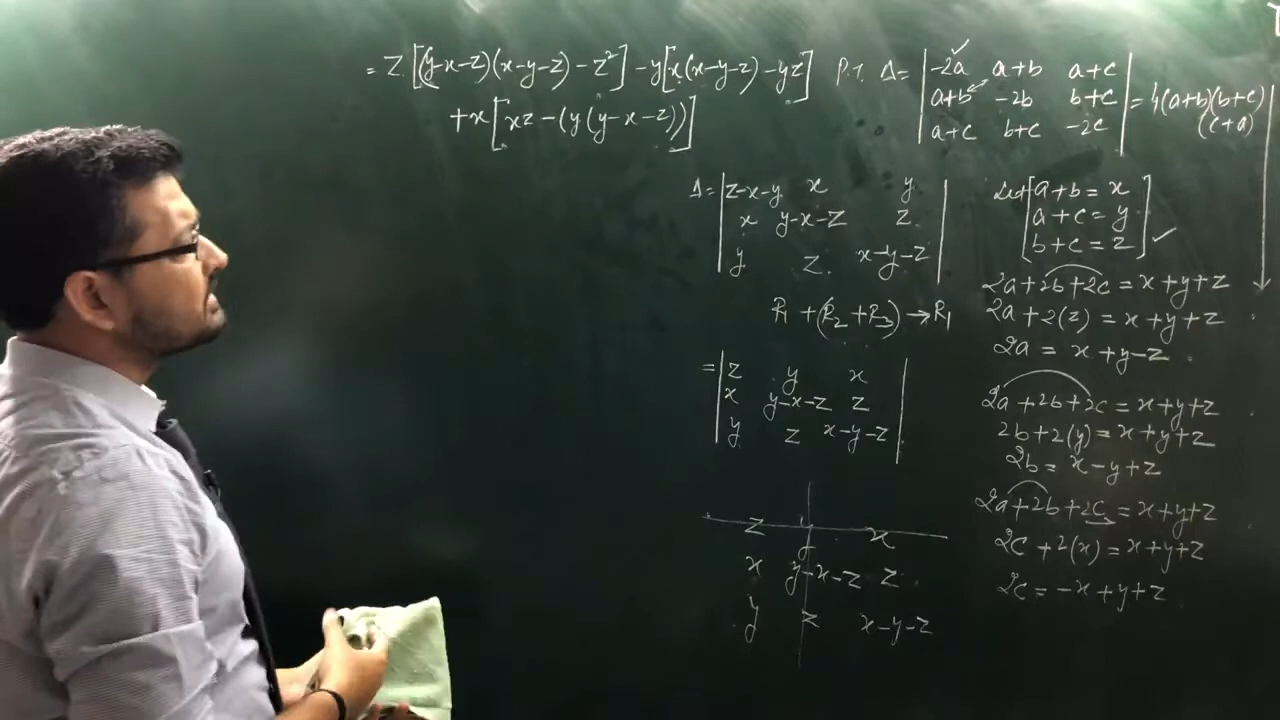 = z[(y-x-z)(x-y-z) - z²] - y[x(x-y-z) - yz]
+x[xz - (y(y-x-z))]
P.T. Δ= | -2a a+b a+c |
| a+b -2b b+c | = 4(a+b)(b+c)
| a+c b+c -2c | (c+a)
Δ= | z-x-y x y |
| x y-x-z z |
| y z x-y-z |
R₁ + (R₂ + R₃) → R₁
= | z y x |
| x y-x-z z |
| y z x-y-z |
z y x
x y-x-z z
y z x-y-z
Let [a+b = x]
[a+c = y]
[b+c = z] ✓
2a+2b+2c = x+y+z
2a+2(z) = x+y+z
2a = x+y-z
2a+2b+2c = x+y+z
2b+2(y) = x+y+z
2b = x-y+z
2a+2b+2c = x+y+z
2c+2(x) = x+y+z
2c = -x+y+z